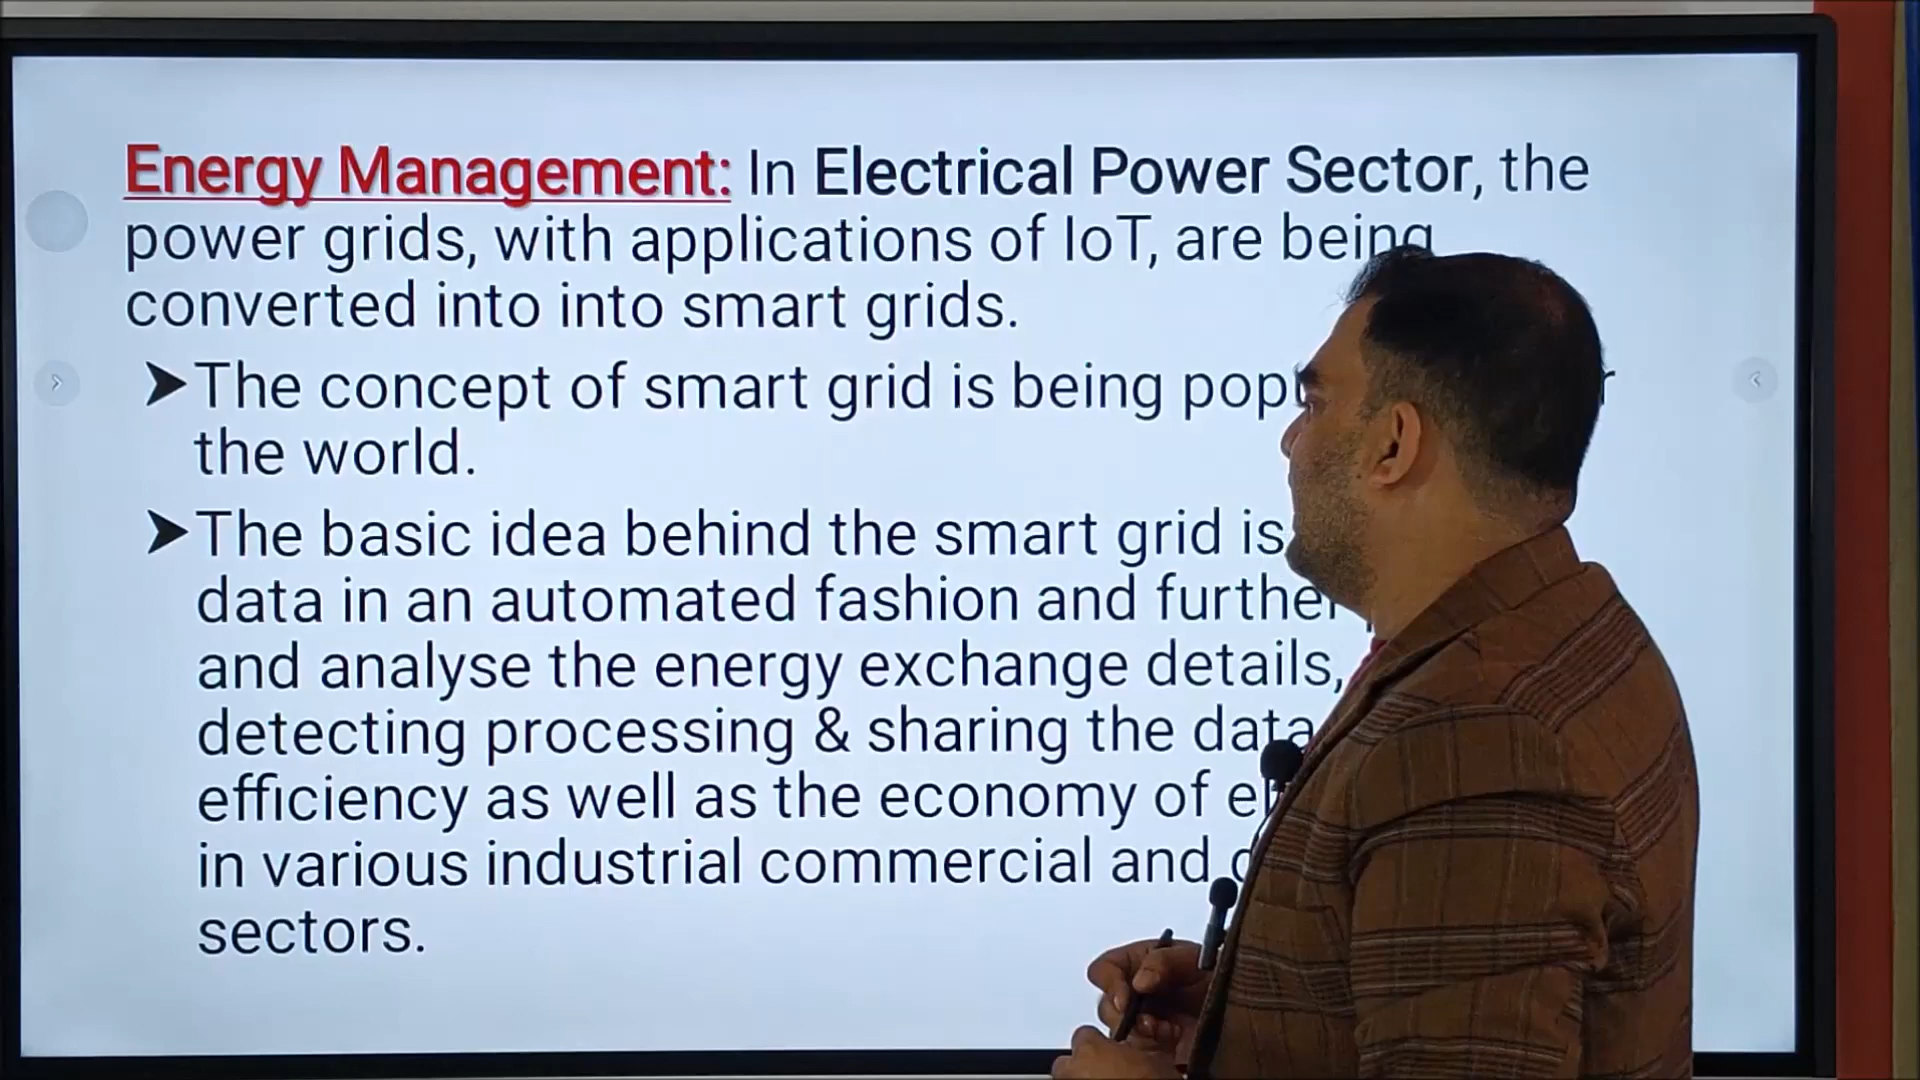 Energy Management: In Electrical Power Sector, the
power grids, with applications of IoT, are being
converted into into smart grids.
➤The concept of smart grid is being
the world.
➤The basic idea behind the smart grid is
data in an automated fashion and further
and analyse the energy exchange details,
detecting processing & sharing the data
efficiency as well as the economy of
in various industrial commercial and
sectors.